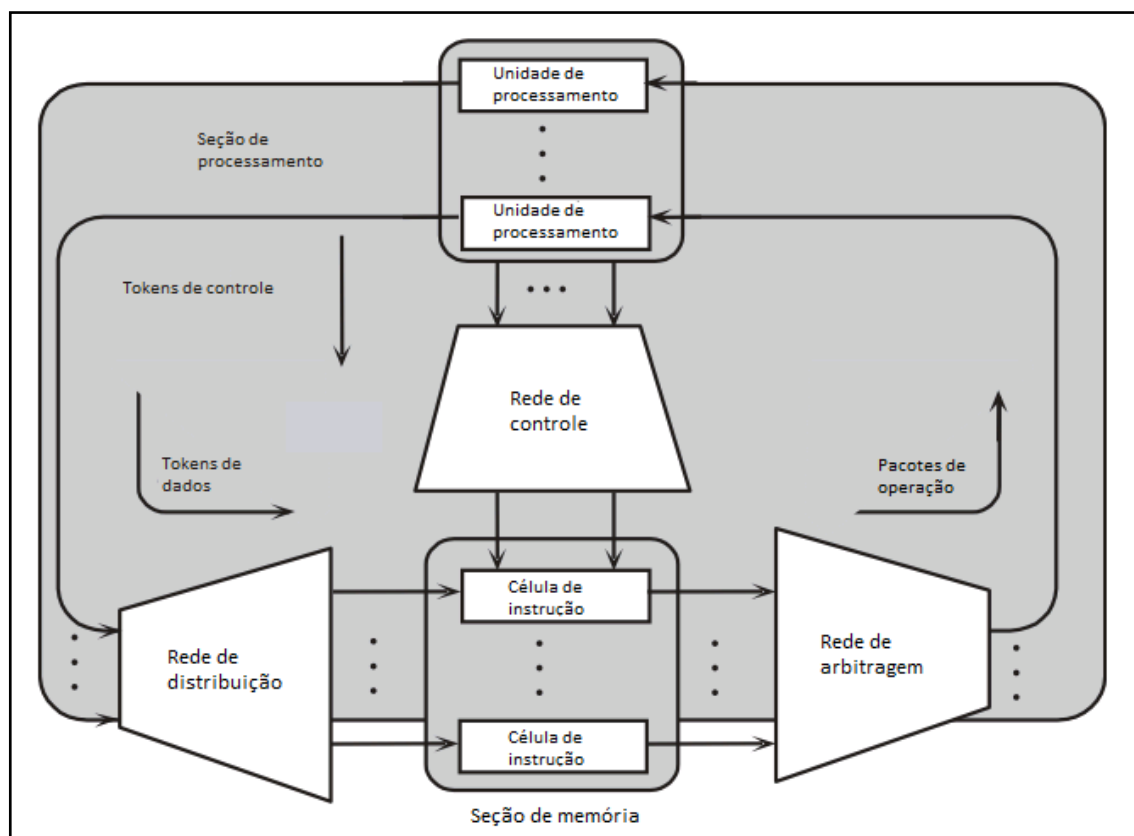 Unidade de
processamento
Seção de
processamento
Unidade de
processamento
Tokens de controle
Rede de
controle
Tokens de
dados
Pacotes de
operação
Célula de
instrução
Rede de
distribuição
Rede de
arbitragem
Célula de
instrução
Seção de memória